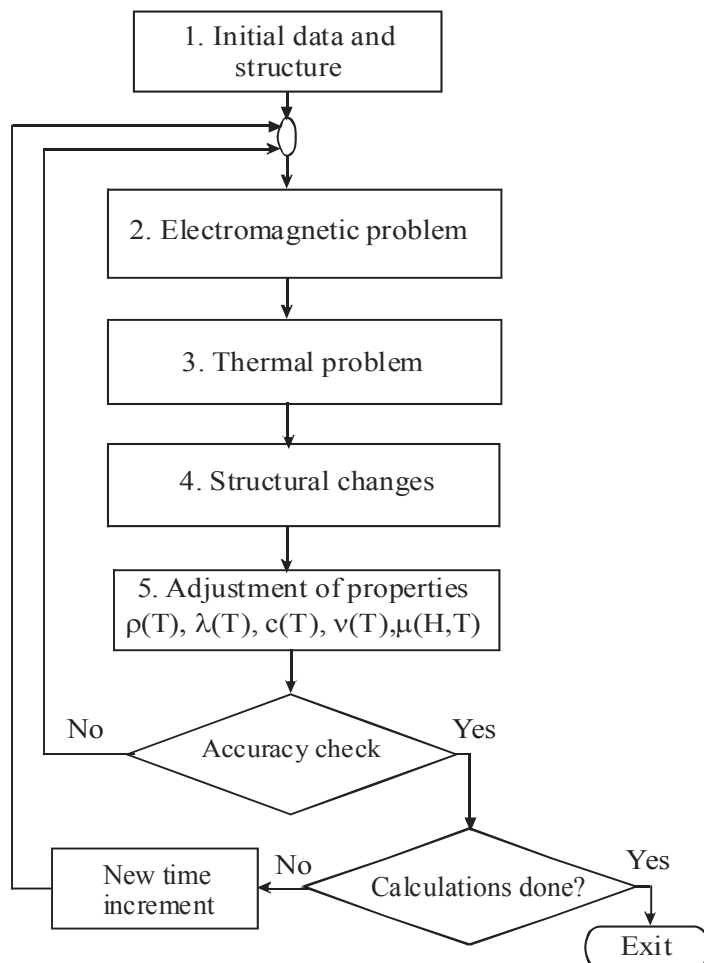 1. Initial data and
structure
2. Electromagnetic problem
3. Thermal problem
4. Structural changes
5. Adjustment of properties
ρ(T), λ(T), c(T), ν(T),μ(H,T)
No
Yes
Accuracy check
New time
increment
No
Calculations done?
Yes
Exit